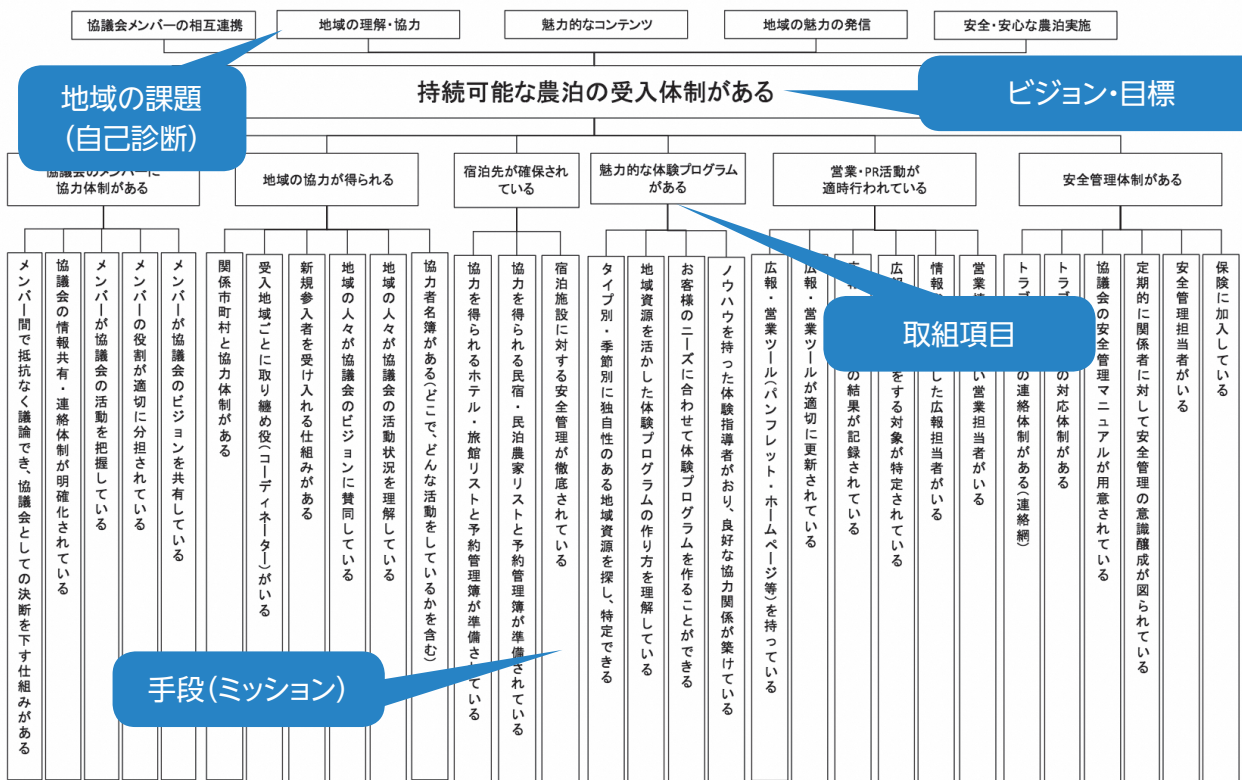 協議会メンバーの相互連携
地域の理解・協力
魅力的なコンテンツ
地域の魅力の発信
安全・安心な農泊実施
地域の課題
(自己診断)
持続可能な農泊の受入体制がある
ビジョン・目標
協議会のメンバーに
協力体制がある
地域の協力が得られる
宿泊先が確保され
ている
魅力的な体験プログラム
がある
営業・PR活動が
適時行われている
安全管理体制がある
取組項目
手段(ミッション)
メンバー間で抵抗なく議論でき、協議会としての決断を下す仕組みがある
協議会の情報共有・連絡体制が明確化されている
メンバーが協議会の活動を把握している
メンバーの役割が適切に分担されている
メンバーが協議会のビジョンを共有している
関係市町村と協力体制がある
受入地域ごとに取り纏め役(コーディネーター)がいる
新規参入者を受け入れる仕組みがある
地域の人々が協議会のビジョンに賛同している
地域の人々が協議会の活動状況を理解している
協力者名簿がある(どこで、どんな活動をしているかを含む)
協力を得られるホテル・旅館リストと予約管理簿が準備されている
協力を得られる民宿・民泊農家リストと予約管理簿が準備されている
宿泊施設に対する安全管理が徹底されている
タイプ別・季節別に独自性のある地域資源を探し、特定できる
地域資源を活かした体験プログラムの作り方を理解している
お客様のニーズに合わせて体験プログラムを作ることができる
ノウハウを持った体験指導者がおり、良好な協力関係が築けている
広報・営業ツール(パンフレット・ホームページ等)を持っている
広報・営業ツールが適切に更新されている
の結果が記録されている
広報
をする対象が特定されている
情報
した広報担当者がいる
営業
い営業担当者がいる
トラブ
の連絡体制がある(連絡網)
トラブ
の対応体制がある
協議会の安全管理マニュアルが用意されている
定期的に関係者に対して安全管理の意識醸成が図られている
安全管理担当者がいる
保険に加入している